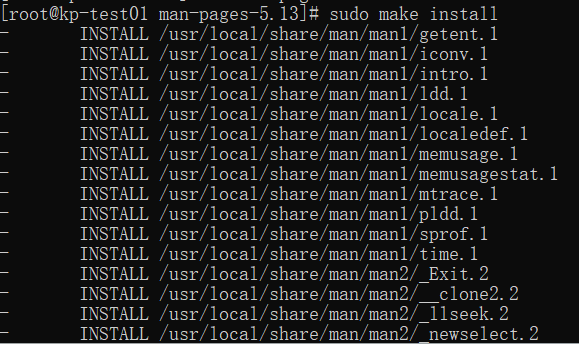 [root@kp-test01 man-pages-5.13]# sudo make install
-       INSTALL /usr/local/share/man/man1/getent.1
-       INSTALL /usr/local/share/man/man1/iconv.1
-       INSTALL /usr/local/share/man/man1/intro.1
-       INSTALL /usr/local/share/man/man1/ldd.1
-       INSTALL /usr/local/share/man/man1/locale.1
-       INSTALL /usr/local/share/man/man1/localedef.1
-       INSTALL /usr/local/share/man/man1/memusage.1
-       INSTALL /usr/local/share/man/man1/memusagestat.1
-       INSTALL /usr/local/share/man/man1/mtrace.1
-       INSTALL /usr/local/share/man/man1/pldd.1
-       INSTALL /usr/local/share/man/man1/sprof.1
-       INSTALL /usr/local/share/man/man1/time.1
-       INSTALL /usr/local/share/man/man2/_Exit.2
-       INSTALL /usr/local/share/man/man2/__clone2.2
-       INSTALL /usr/local/share/man/man2/_llseek.2
-       INSTALL /usr/local/share/man/man2/_newselect.2